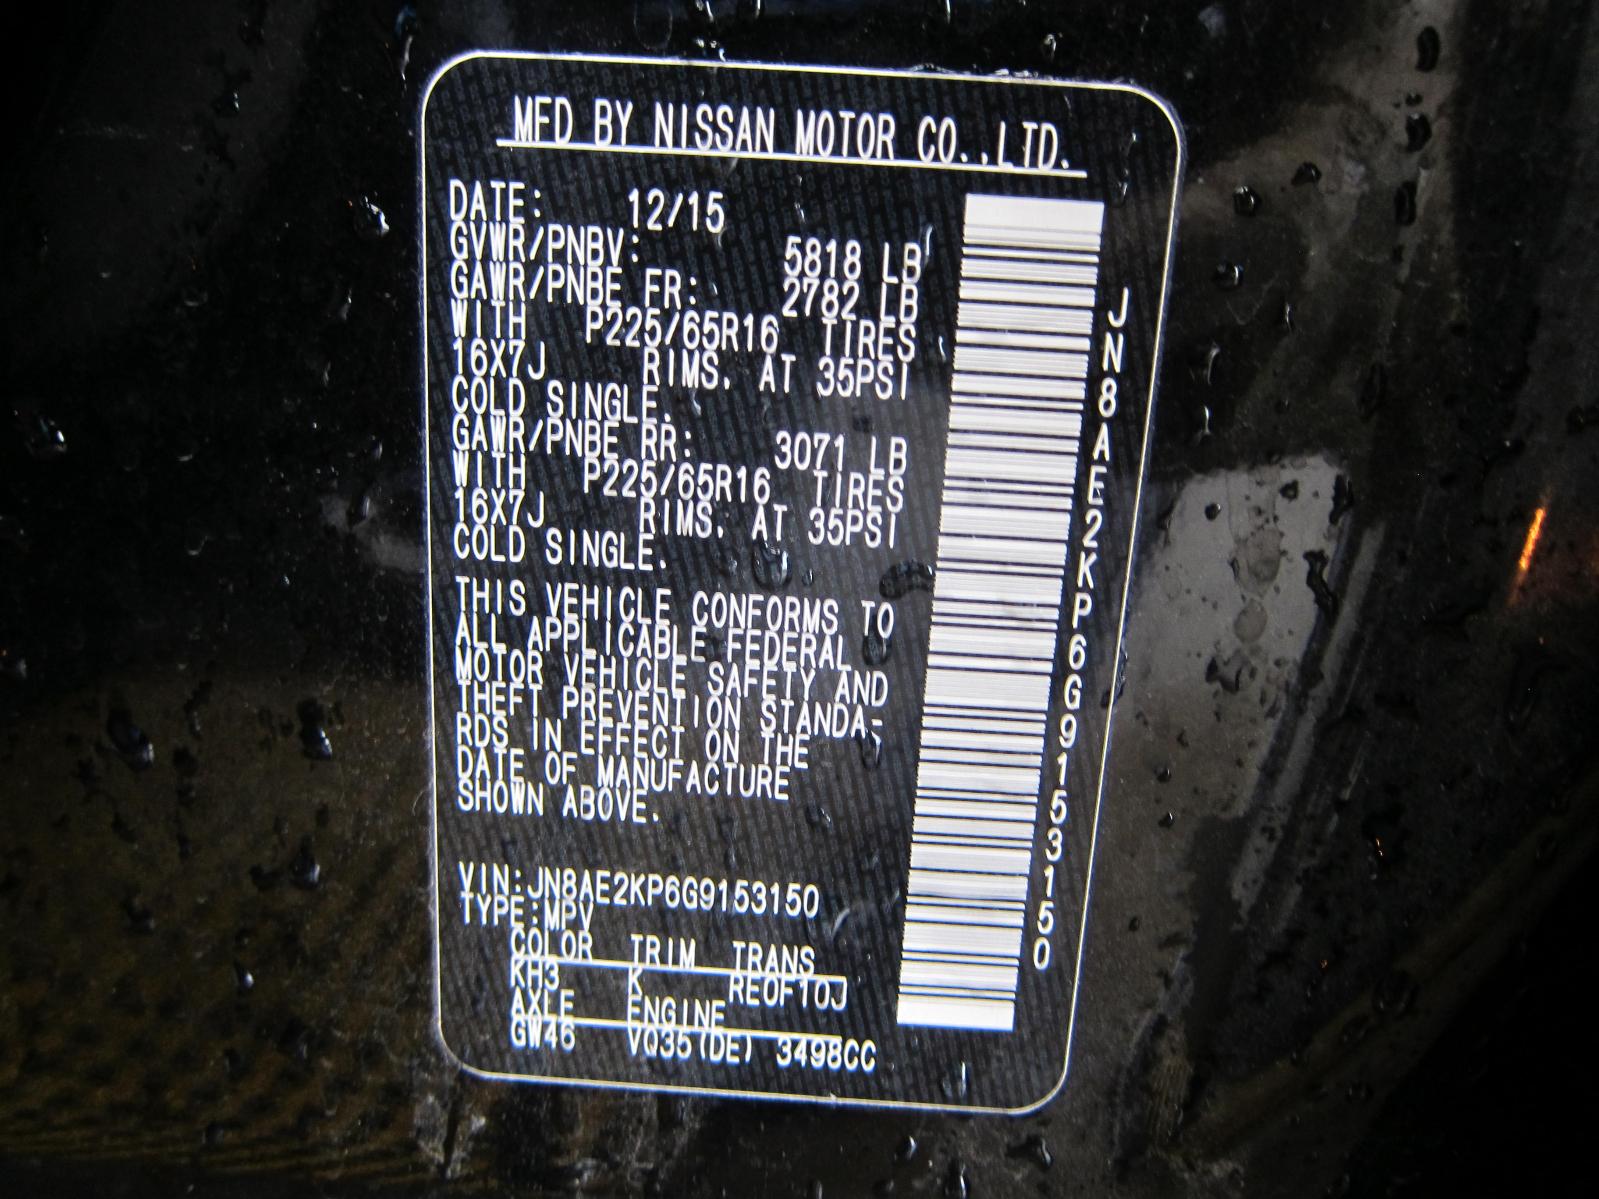 MFD BY NISSAN MOTOR CO.,LTD.
DATE: 12/15
GVWR/PNBV: 5818 LB
GAWR/PNBE FR: 2782 LB
WITH P225/65R16 TIRES
16X7J RIMS. AT 35PSI
COLD SINGLE.
GAWR/PNBE RR: 3071 LB
WITH P225/65R16 TIRES
16X7J RIMS. AT 35PSI
COLD SINGLE.
THIS VEHICLE CONFORMS TO
ALL APPLICABLE FEDERAL
MOTOR VEHICLE SAFETY AND
THEFT PREVENTION STANDA-
RDS IN EFFECT ON THE
DATE OF MANUFACTURE
SHOWN ABOVE.
VIN:JN8AE2KP6G9153150
TYPE:MPV
COLOR TRIM TRANS
KH3 K RE0F10J
AXLE ENGINE
GW46 VQ35(DE) 3498CC
JN8AE2KP6G9153150